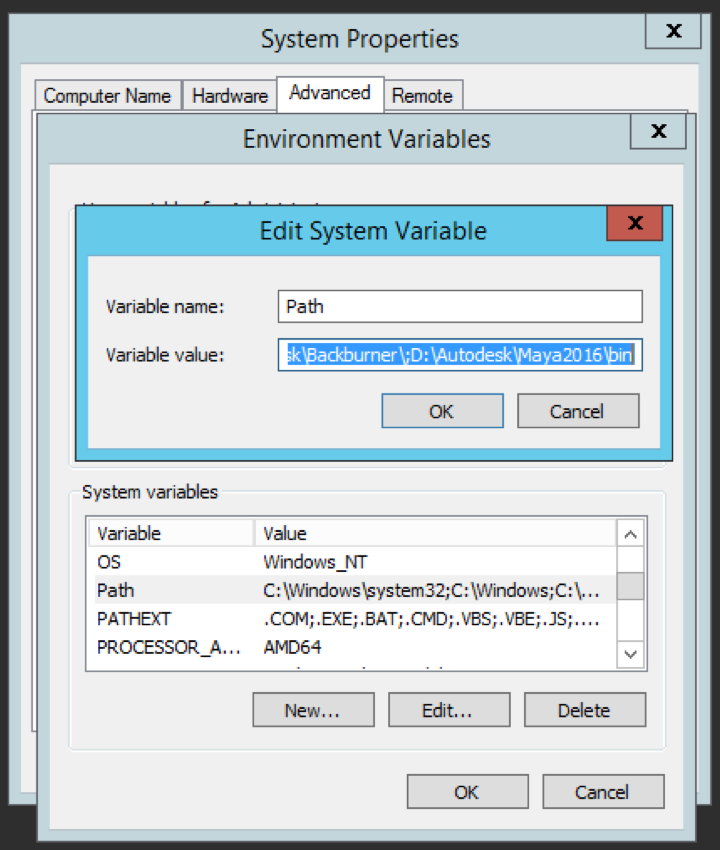 System Properties
x
Computer Name Hardware Advanced Remote
Environment Variables
x
Edit System Variable
x
Variable name: Path
Variable value: sk\Backburner\;D:\Autodesk\Maya2016\bin
OK Cancel
System variables
Variable Value
OS Windows_NT
Path C:\Windows\system32;C:\Windows;C:\...
PATHEXT .COM;.EXE;.BAT;.CMD;.VBS;.VBE;.JS;....
PROCESSOR_A... AMD64
New... Edit... Delete
OK Cancel